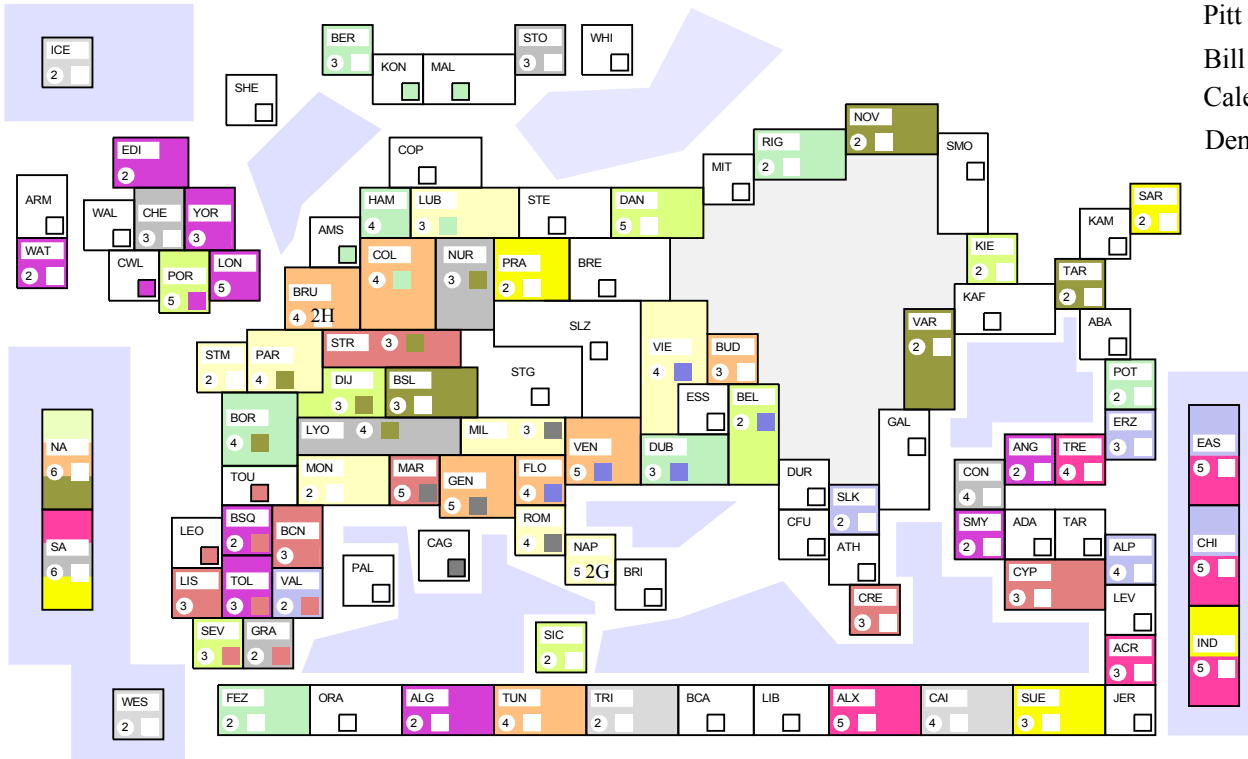 Pitt
Bill
Cale
Den
ICE
2
BER
3
KON
MAL
STO
3
WHI
SHE
EDI
2
COP
MIT
RIG
2
NOV
2
SMO
ARM
WAL
CHE
3
YOR
3
HAM
4
LUB
3
STE
DAN
5
KAM
SAR
2
WAT
2
CWL
POR
5
LON
5
AMS
COL
4
NUR
3
PRA
2
BRE
KIE
2
TAR
2
BRU
4 2H
SLZ
KAF
ABA
STM
2
PAR
4
STR 3
VIE
4
BUD
3
VAR
2
DIJ
3
BSL
3
STG
POT
2
BOR
4
LYO 4
MIL 3
VEN
5
ESS
BEL
2
GAL
ERZ
3
NA
6
EAS
5
TOU
MON
2
MAR
5
GEN
5
FLO
4
DUB
3
DUR
SLK
2
CON
4
ANG
2
TRE
4
LEO
BSQ
2
BCN
3
ROM
4
CAG
CFU
ATH
SMY
2
ADA
TAR
ALP
4
CHI
5
SA
6
LIS
3
TOL
3
VAL
2
PAL
NAP
5 2G
BRI
CRE
3
CYP
3
LEV
SEV
3
GRA
2
SIC
2
ACR
3
IND
5
WES
2
FEZ
2
ORA
ALG
2
TUN
4
TRI
2
BCA
LIB
ALX
5
CAI
4
SUE
3
JER